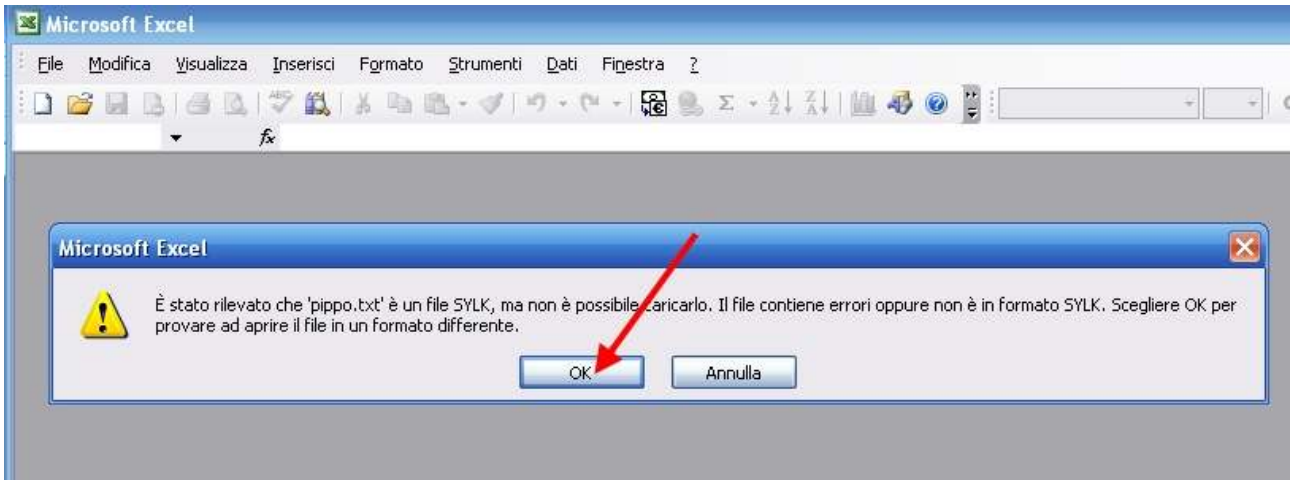 Microsoft Excel
File Modifica Visualizza Inserisci Formato Strumenti Dati Finestra ?
fx
Microsoft Excel
È stato rilevato che 'pippo.txt' è un file SYLK, ma non è possibile caricarlo. Il file contiene errori oppure non è in formato SYLK. Scegliere OK per
provare ad aprire il file in un formato differente.
OK Annulla